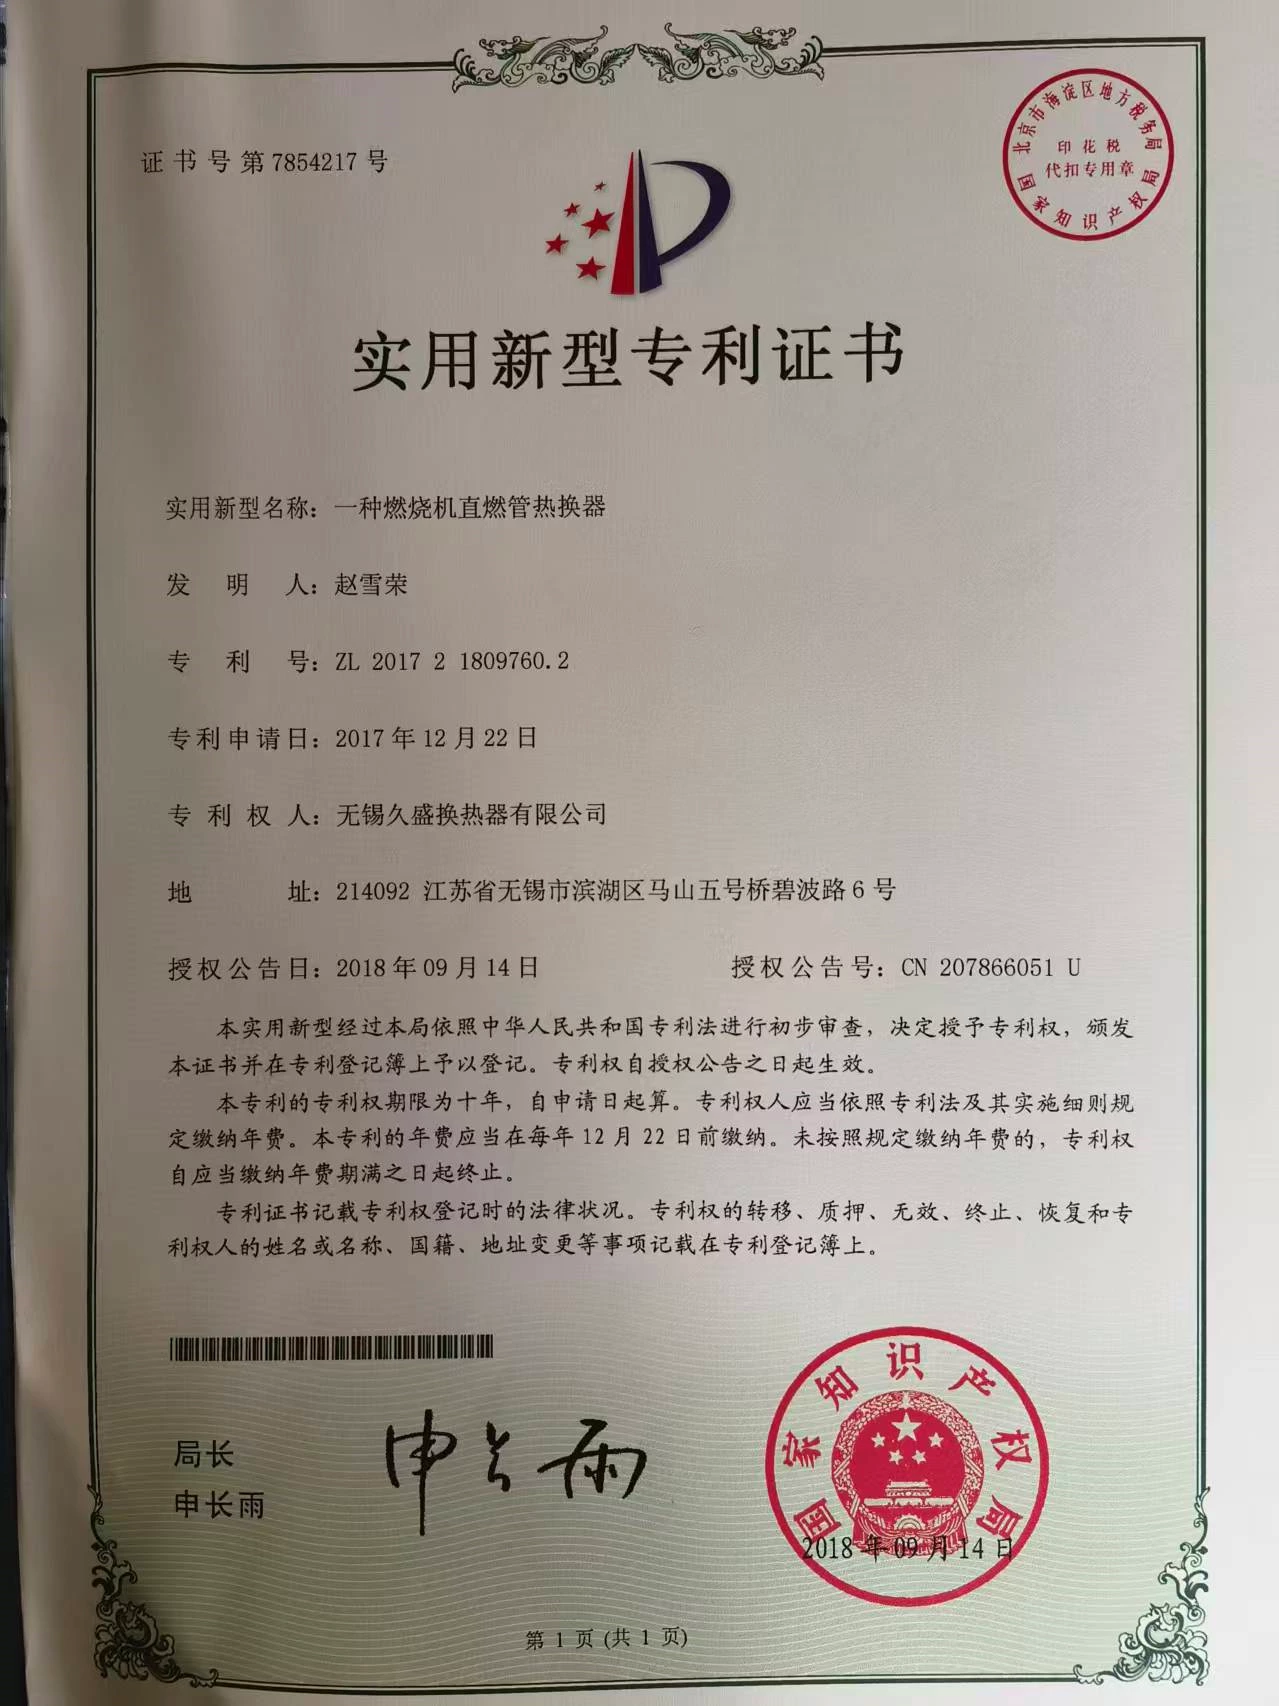 证书号第7854217号
北京市海淀区地方税务局
印花税
代扣专用章
国家知识产权局
实用新型专利证书
实用新型名称：一种燃烧机直燃管热换器
发明人：赵雪荣
专利号：ZL 2017 2 1809760.2
专利申请日：2017年12月22日
专利权人：无锡久盛换热器有限公司
地址：214092 江苏省无锡市滨湖区马山五号桥碧波路6号
授权公告日：2018年09月14日 授权公告号：CN 207866051 U
本实用新型经过本局依照中华人民共和国专利法进行初步审查，决定授予专利权，颁发
本证书并在专利登记簿上予以登记。专利权自授权公告之日起生效。
本专利的专利权期限为十年，自申请日起算。专利权人应当依照专利法及其实施细则规
定缴纳年费。本专利的年费应当在每年12月22日前缴纳。未按照规定缴纳年费的，专利权
自应当缴纳年费期满之日起终止。
专利证书记载专利权登记时的法律状况。专利权的转移、质押、无效、终止、恢复和专
利权人的姓名或名称、国籍、地址变更等事项记载在专利登记簿上。
局长
申长雨
申长雨
国家知识产权局
2018年09月14日
第1页(共1页)